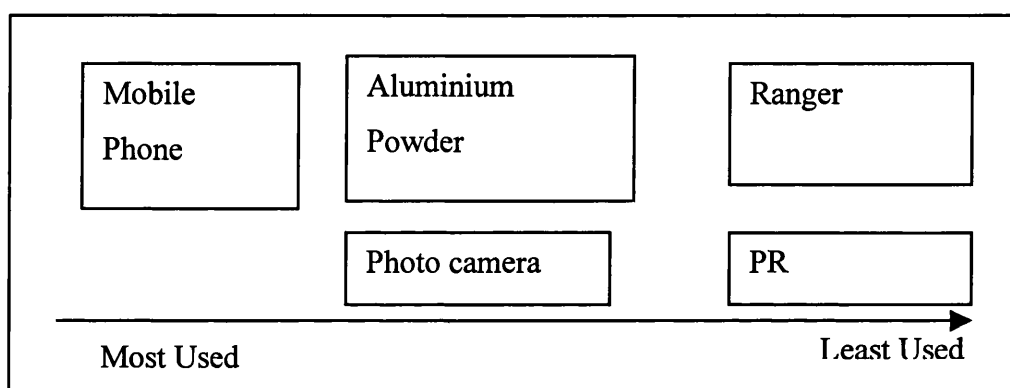 Mobile
Phone
Aluminium
Powder
Ranger
Photo camera
PR
Most Used
Least Used